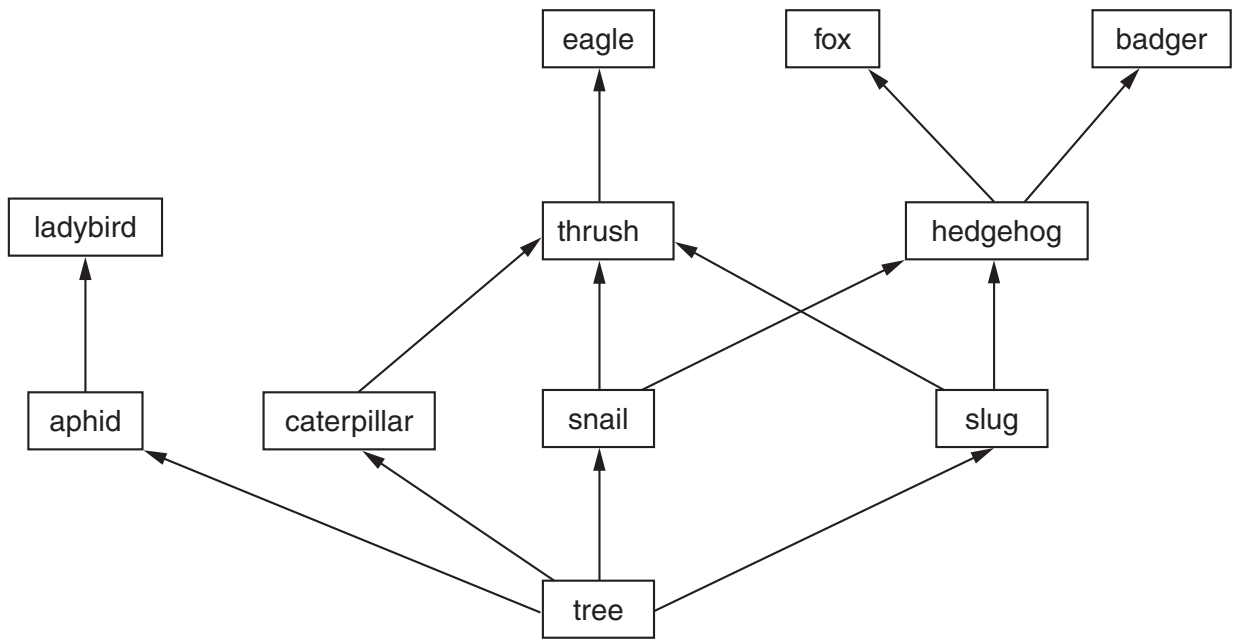 eagle
fox
badger
ladybird
thrush
hedgehog
aphid
caterpillar
snail
slug
tree